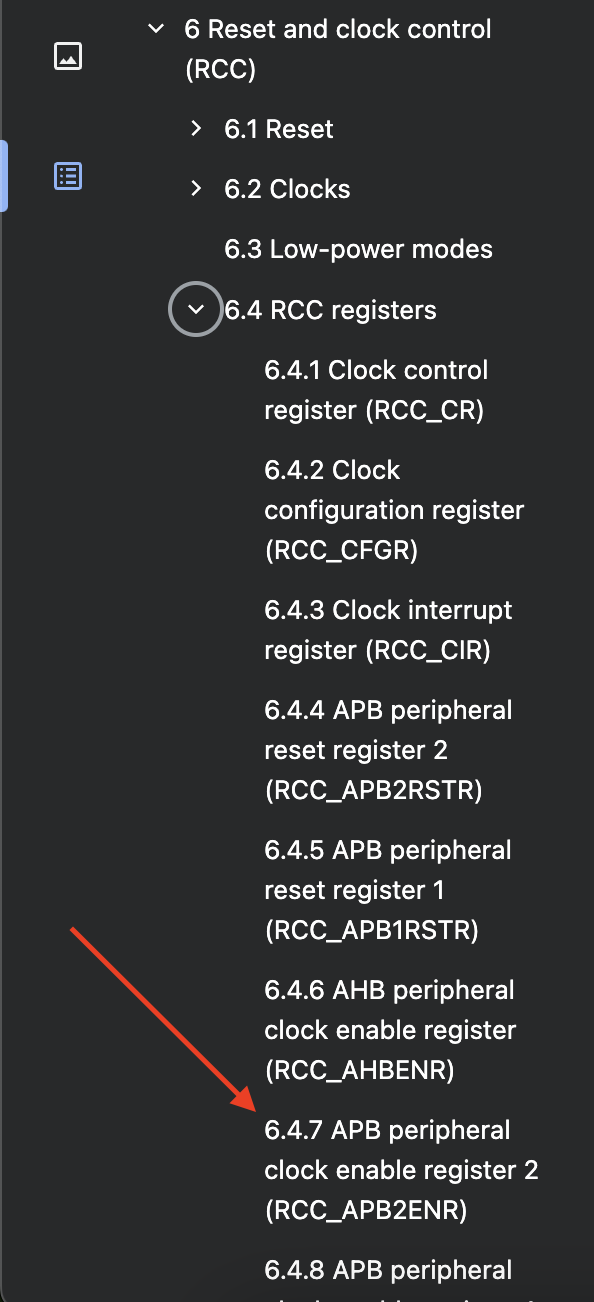 6 Reset and clock control
(RCC)
6.1 Reset
6.2 Clocks
6.3 Low-power modes
6.4 RCC registers
6.4.1 Clock control
register (RCC_CR)
6.4.2 Clock
configuration register
(RCC_CFGR)
6.4.3 Clock interrupt
register (RCC_CIR)
6.4.4 APB peripheral
reset register 2
(RCC_APB2RSTR)
6.4.5 APB peripheral
reset register 1
(RCC_APB1RSTR)
6.4.6 AHB peripheral
clock enable register
(RCC_AHBENR)
6.4.7 APB peripheral
clock enable register 2
(RCC_APB2ENR)
6.4.8 APB peripheral